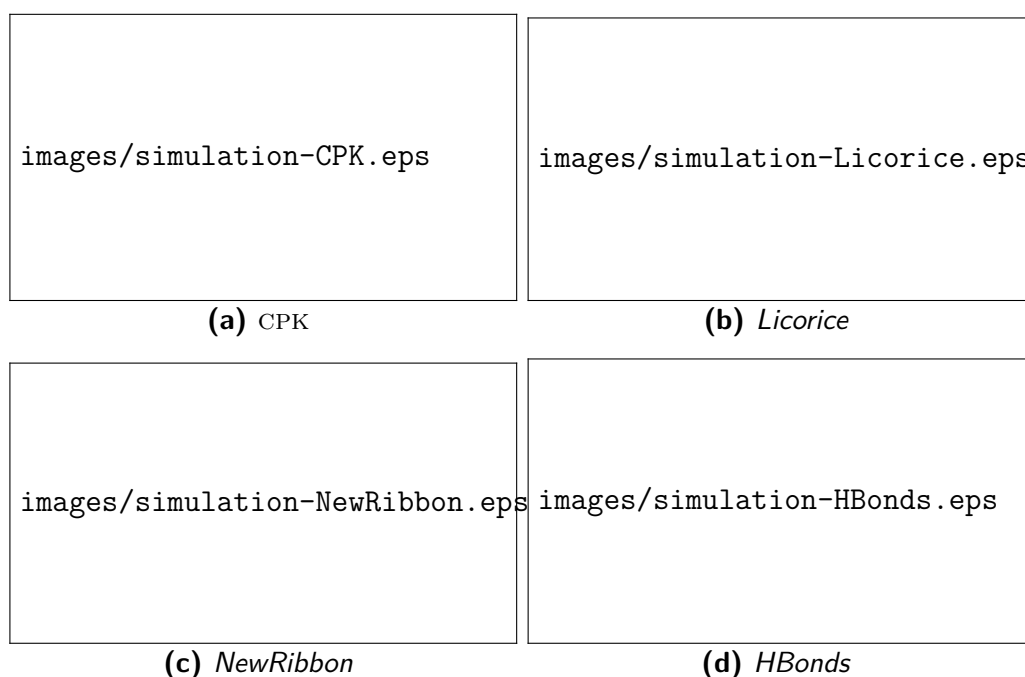 images/simulation-CPK.eps
images/simulation-Licorice.eps
(a) CPK
(b) Licorice
images/simulation-NewRibbon.eps
images/simulation-HBonds.eps
(c) NewRibbon
(d) HBonds